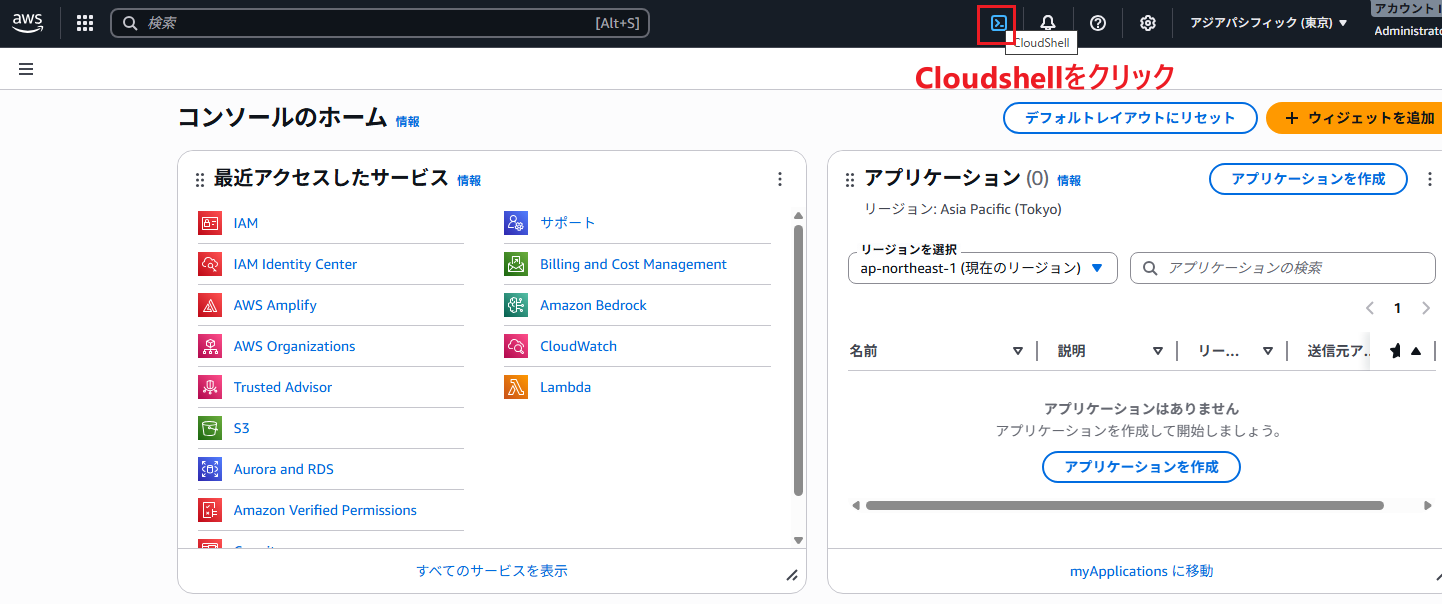 aws
検索
[Alt+S]
アジアパシフィック (東京)
アカウント I
Administrato
CloudShell
Cloudshellをクリック
コンソールのホーム 情報
デフォルトレイアウトにリセット
ウィジェットを追加
最近アクセスしたサービス 情報
IAM
IAM Identity Center
AWS Amplify
AWS Organizations
Trusted Advisor
S3
Aurora and RDS
Amazon Verified Permissions
サポート
Billing and Cost Management
Amazon Bedrock
CloudWatch
Lambda
すべてのサービスを表示
アプリケーション (0) 情報
アプリケーションを作成
リージョン: Asia Pacific (Tokyo)
リージョンを選択
ap-northeast-1 (現在のリージョン)
アプリケーションの検索
1
名前
説明
リー...
送信元ア..
アプリケーションはありません
アプリケーションを作成して開始しましょう。
アプリケーションを作成
myApplications に移動